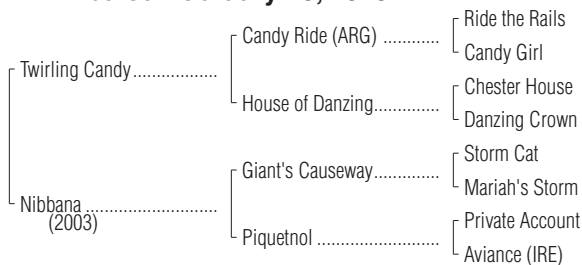 Ride the Rails
Candy Ride (ARG) ..............
Candy Girl
Twirling Candy..................
Chester House
House of Danzing..............
Danzing Crown
Storm Cat
Giant's Causeway..............
Mariah's Storm
Nibbana ............................
(2003)
Private Account
Piquetnol ..........................
Aviance (IRE)